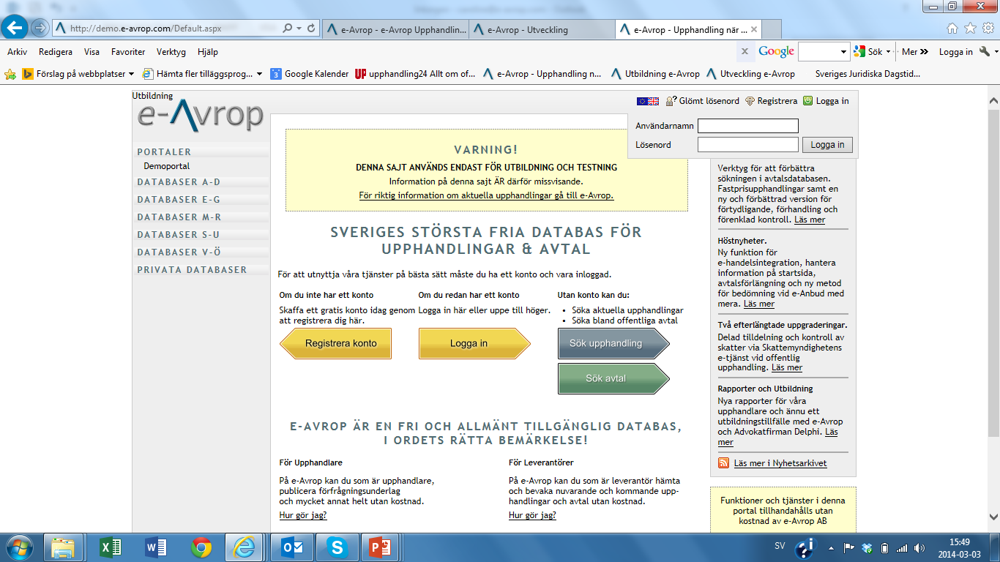 http://demo.e-avrop.com/Default.aspx
e-Avrop - e-Avrop Upphandlin...
e-Avrop - Utveckling
e-Avrop - Upphandling när ...
Arkiv Redigera Visa Favoriter Verktyg Hjälp
Google Sök Mer Logga in
Förslag på webbplatser
Hämta fler tilläggsprog...
Google Kalender
upphandling24 Allt om of...
e-Avrop - Upphandling n...
Utbildning e-Avrop
Utveckling e-Avrop
Sveriges Juridiska Dagstid...
Utbildning
e-Avrop
Glömt lösenord Registrera Logga in
Användarnamn
Lösenord Logga in
PORTALER
Demoportal
DATABASER A-D
DATABASER E-G
DATABASER M-R
DATABASER S-U
DATABASER V-Ö
PRIVATA DATABASER
VARNING!
DENNA SAJT ANVÄNDS ENDAST FÖR UTBILDNING OCH TESTNING
Information på denna sajt ÄR därför missvisande.
För riktig information om aktuella upphandlingar gå till e-Avrop.
SVERIGES STÖRSTA FRIA DATABAS FÖR
UPPHANDLINGAR & AVTAL
För att utnyttja våra tjänster på bästa sätt måste du ha ett konto och vara inloggad.
Om du inte har ett konto
Skaffa ett gratis konto idag genom
att registrera dig här.
Registrera konto
Om du redan har ett konto
Logga in här eller uppe till höger.
Logga in
Utan konto kan du:
• Söka aktuella upphandlingar
• Söka bland offentliga avtal
Sök upphandling
Sök avtal
E-AVROP ÄR EN FRI OCH ALLMÄNT TILLGÄNGLIG DATABAS,
I ORDETS RÄTTA BEMÄRKELSE!
För Upphandlare
På e-Avrop kan du som är upphandlare,
publicera förfrågningsunderlag
och mycket annat helt utan kostnad.
Hur gör jag?
För Leverantörer
På e-Avrop kan du som är leverantör hämta
och bevaka nuvarande och kommande upp-
handlingar och avtal utan kostnad.
Hur gör jag?
Verktyg för att förbättra
sökningen i avtalsdatabasen.
Fastprisupphandlingar samt en
ny och förbättrad version för
förtydligande, förhandling och
förenklad kontroll. Läs mer
Höstnyheter.
Ny funktion för
e-handelsintegration, hantera
information på startsida,
avtalsförlängning och ny metod
för bedömning vid e-Anbud med
mera. Läs mer
Två efterlängtade uppgraderingar.
Delad tilldelning och kontroll av
skatter via Skattemyndighetens
e-tjänst vid offentlig
upphandling. Läs mer
Rapporter och Utbildning
Nya rapporter för våra
upphandlare och ännu ett
utbildningstillfälle med e-Avrop
och Advokatfirman Delphi. Läs
mer
Läs mer i Nyhetsarkivet
Funktioner och tjänster i denna
portal tillhandahålls utan
kostnad av e-Avrop AB
SV
15:49
2014-03-03